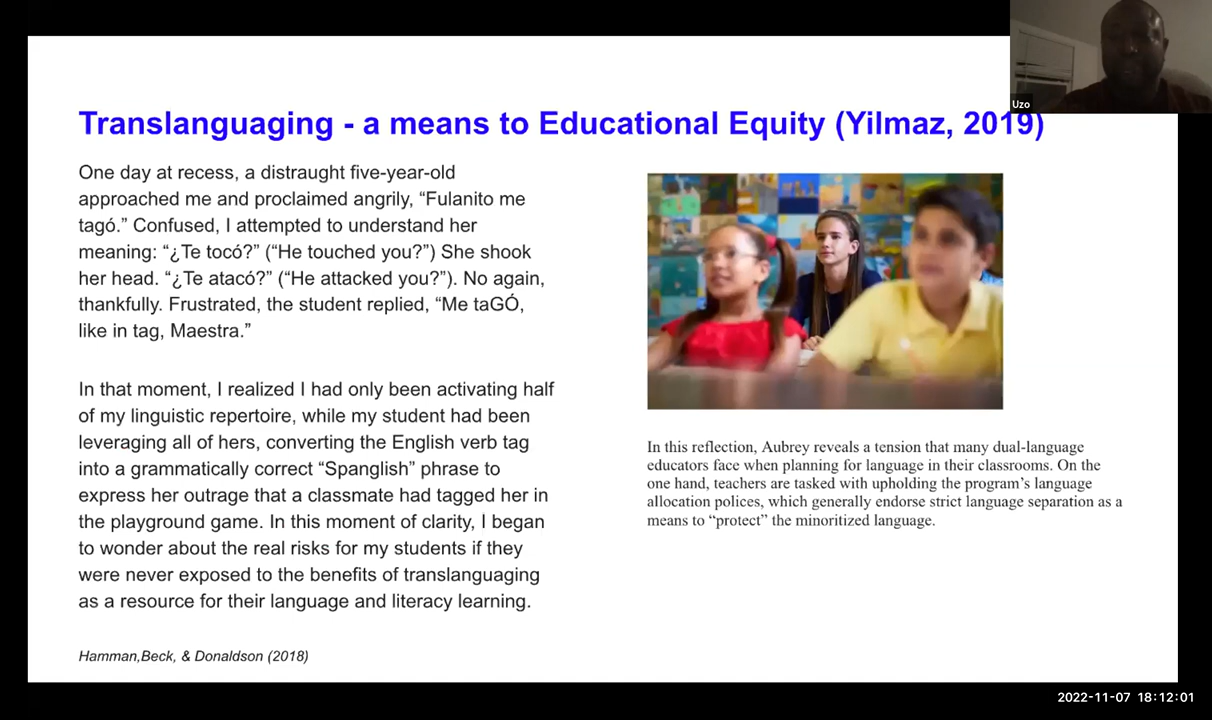 Uzo
Translanguaging - a means to Educational Equity (Yilmaz, 2019)
One day at recess, a distraught five-year-old
approached me and proclaimed angrily, “Fulanito me
tagó.” Confused, I attempted to understand her
meaning: “¿Te tocó?” (“He touched you?”) She shook
her head. “¿Te atacó?” (“He attacked you?”). No again,
thankfully. Frustrated, the student replied, “Me taGÓ,
like in tag, Maestra.”
In that moment, I realized I had only been activating half
of my linguistic repertoire, while my student had been
leveraging all of hers, converting the English verb tag
into a grammatically correct “Spanglish” phrase to
express her outrage that a classmate had tagged her in
the playground game. In this moment of clarity, I began
to wonder about the real risks for my students if they
were never exposed to the benefits of translanguaging
as a resource for their language and literacy learning.
Hamman,Beck, & Donaldson (2018)
In this reflection, Aubrey reveals a tension that many dual-language
educators face when planning for language in their classrooms. On the
one hand, teachers are tasked with upholding the program’s language
allocation polices, which generally endorse strict language separation as a
means to “protect” the minoritized language.
2022-11-07 18:12:01